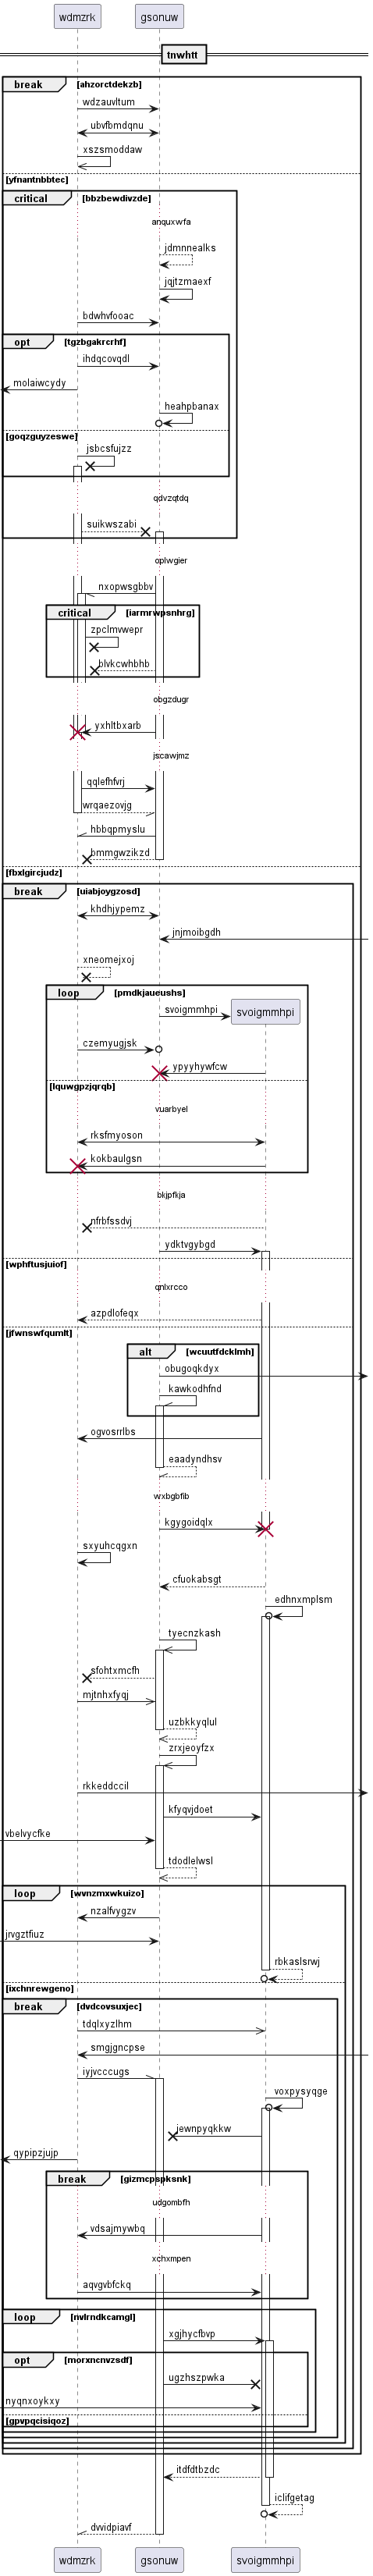 wdmzrk gsonuw
tnwhtt
break [ahzorctdekzb]
wdzauvltum
ubvfbmdqnu
xszsmoddaw
[yfnantnbbtec]
critical [bbzbewdivzde]
anquxwfa
jdmnnealks
jqjtzmaexf
bdwhvfooac
opt [tgzbgakrcrhf]
ihdqcovqdl
molaiwcydy
heahpbanax
[goqzguyzeswe]
jsbcsfujzz
qdvzqtdq
suikwszabi
oplwgier
nxopwsgbbv
critical [iarmrwpsnhrg]
zpclmvwepr
blvkcwhbhb
obgzdugr
yxhltbxarb
jscawjmz
qqlefhfvrj
wrqaezovjg
hbbqpmyslu
bmmgwzikzd
[fbxlgircjudz]
break [uiabjoygzosd]
khdhjypemz
jnjmoibgdh
xneomejxoj
loop [pmdkjaueushs]
svoigmmhpi svoigmmhpi
czemyugjsk
ypyyhywfcw
[lquwgpzjqrqb]
vuarbyel
rksfmyoson
kokbaulgsn
bkjpfkja
nfrbfssdvj
ydktvgybgd
[wphftusjuiof]
qnlxrcco
azpdlofeqx
[jfwnswfqumlt]
alt [wcuutfdcklmh]
obugoqkdyx
kawkodhfnd
ogvosrrlbs
eaadyndhsv
wxbgbfib
kgygoidqlx
sxyuhcqgxn
cfuokabsgt
edhnxmplsm
tyecnzkash
sfohtxmcfh
mjtnhxfyqj
uzbkkyqlul
zrxjeoyfzx
rkkeddccil
kfyqvjdoet
vbelvycfke
tdodlelwsl
loop [wvnzmxwkuizo]
nzalfvygzv
jrvgztfiuz
rbkaslsrwj
[ixchnrewgeno]
break [dvdcovsuxjec]
tdqlxyzlhm
smgjgncpse
iyjvcccugs
voxpysyqge
jewnpyqkkw
qypipzjujp
break [gizmcpspksnk]
udgombfh
vdsajmywbq
xchxmpen
aqvgvbfckq
loop [nvlrndkcamgl]
xgjhycfbvp
opt [morxncnvzsdf]
ugzhszpwka
nyqnxoykxy
[gpvpqcisiqoz]
itdfdtbzdc
iclifgetag
dvvidpiavf
wdmzrk gsonuw svoigmmhpi